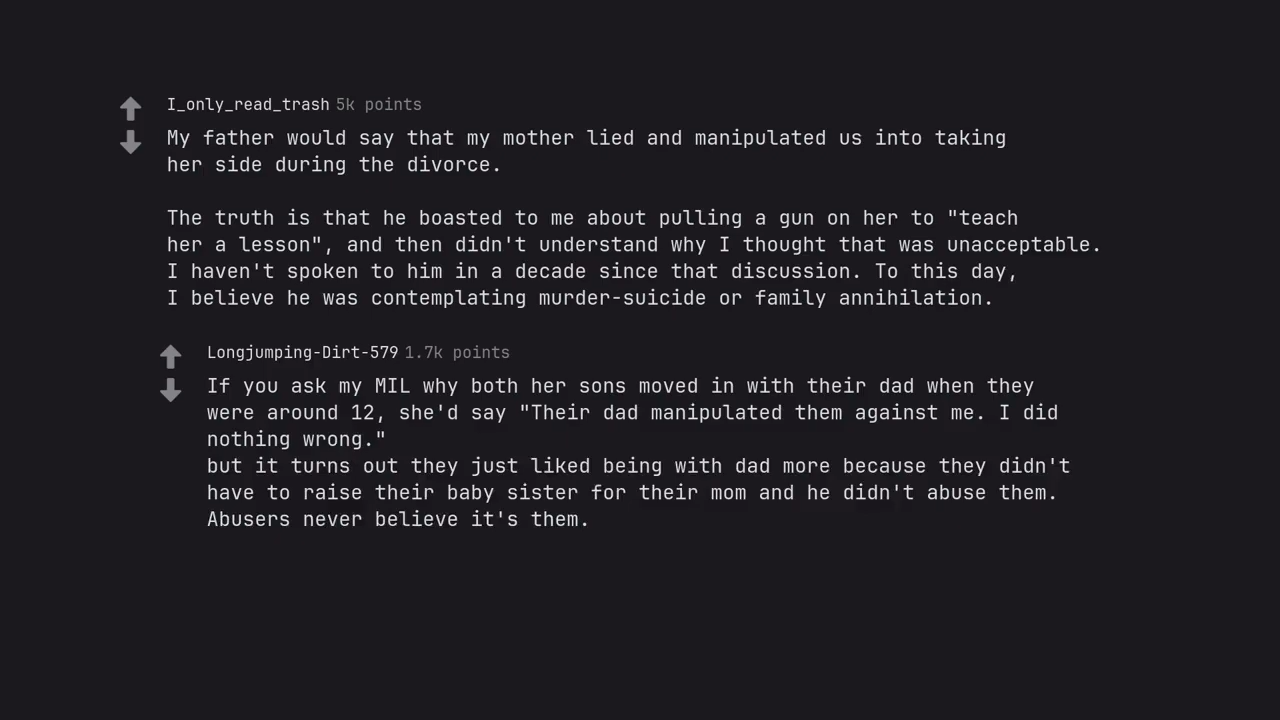 I_only_read_trash 5k points
My father would say that my mother lied and manipulated us into taking
her side during the divorce.
The truth is that he boasted to me about pulling a gun on her to "teach
her a lesson", and then didn't understand why I thought that was unacceptable.
I haven't spoken to him in a decade since that discussion. To this day,
I believe he was contemplating murder-suicide or family annihilation.
Longjumping-Dirt-579 1.7k points
If you ask my MIL why both her sons moved in with their dad when they
were around 12, she'd say "Their dad manipulated them against me. I did
nothing wrong."
but it turns out they just liked being with dad more because they didn't
have to raise their baby sister for their mom and he didn't abuse them.
Abusers never believe it's them.